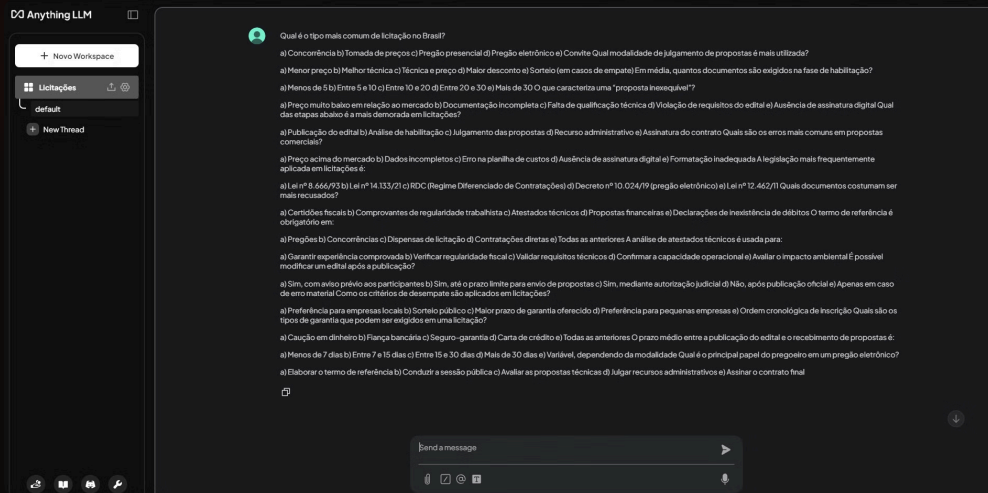 Anything LLM
+ Novo Workspace
Licitações
default
+ New Thread
Qual é o tipo mais comum de licitação no Brasil?
a) Concorrência b) Tomada de preços c) Pregão presencial d) Pregão eletrônico e) Convite Qual modalidade de julgamento de propostas é mais utilizada?
a) Menor preço b) Melhor técnica c) Técnica e preço d) Maior desconto e) Sorteio (em casos de empate) Em média, quantos documentos são exigidos na fase de habilitação?
a) Menos de 5 b) Entre 5 e 10 c) Entre 10 e 20 d) Entre 20 e 30 e) Mais de 30 O que caracteriza uma "proposta inexequível"?
a) Preço muito baixo em relação ao mercado b) Documentação incompleta c) Falta de qualificação técnica d) Violação de requisitos do edital e) Ausência de assinatura digital Qual
das etapas abaixo é a mais demorada em licitações?
a) Publicação do edital b) Análise de habilitação c) Julgamento das propostas d) Recurso administrativo e) Assinatura do contrato Quais são os erros mais comuns em propostas
comerciais?
a) Preço acima do mercado b) Dados incompletos c) Erro na planilha de custos d) Ausência de assinatura digital e) Formatação inadequada A legislação mais frequentemente
aplicada em licitações é:
a) Lei nº 8.666/93 b) Lei nº 14.133/21 c) RDC (Regime Diferenciado de Contratações) d) Decreto nº 10.024/19 (pregão eletrônico) e) Lei nº 12.462/11 Quais documentos costumam ser
mais recusados?
a) Certidões fiscais b) Comprovantes de regularidade trabalhista c) Atestados técnicos d) Propostas financeiras e) Declarações de inexistência de débitos O termo de referência é
obrigatório em:
a) Pregões b) Concorrências c) Dispensas de licitação d) Contratações diretas e) Todas as anteriores A análise de atestados técnicos é usada para:
a) Garantir experiência comprovada b) Verificar regularidade fiscal c) Validar requisitos técnicos d) Confirmar a capacidade operacional e) Avaliar o impacto ambiental É possível
modificar um edital após a publicação?
a) Sim, com aviso prévio aos participantes b) Sim, até o prazo limite para envio de propostas c) Sim, mediante autorização judicial d) Não, após publicação oficial e) Apenas em caso
de erro material Como os critérios de desempate são aplicados em licitações?
a) Preferência para empresas locais b) Sorteio público c) Maior prazo de garantia oferecido d) Preferência para pequenas empresas e) Ordem cronológica de inscrição Quais são os
tipos de garantia que podem ser exigidos em uma licitação?
a) Caução em dinheiro b) Fiança bancária c) Seguro-garantia d) Carta de crédito e) Todas as anteriores O prazo médio entre a publicação do edital e o recebimento de propostas é:
a) Menos de 7 dias b) Entre 7 e 15 dias c) Entre 15 e 30 dias d) Mais de 30 dias e) Variável, dependendo da modalidade Qual é o principal papel do pregoeiro em um pregão eletrônico?
a) Elaborar o termo de referência b) Conduzir a sessão pública c) Avaliar as propostas técnicas d) Julgar recursos administrativos e) Assinar o contrato final
Send a message